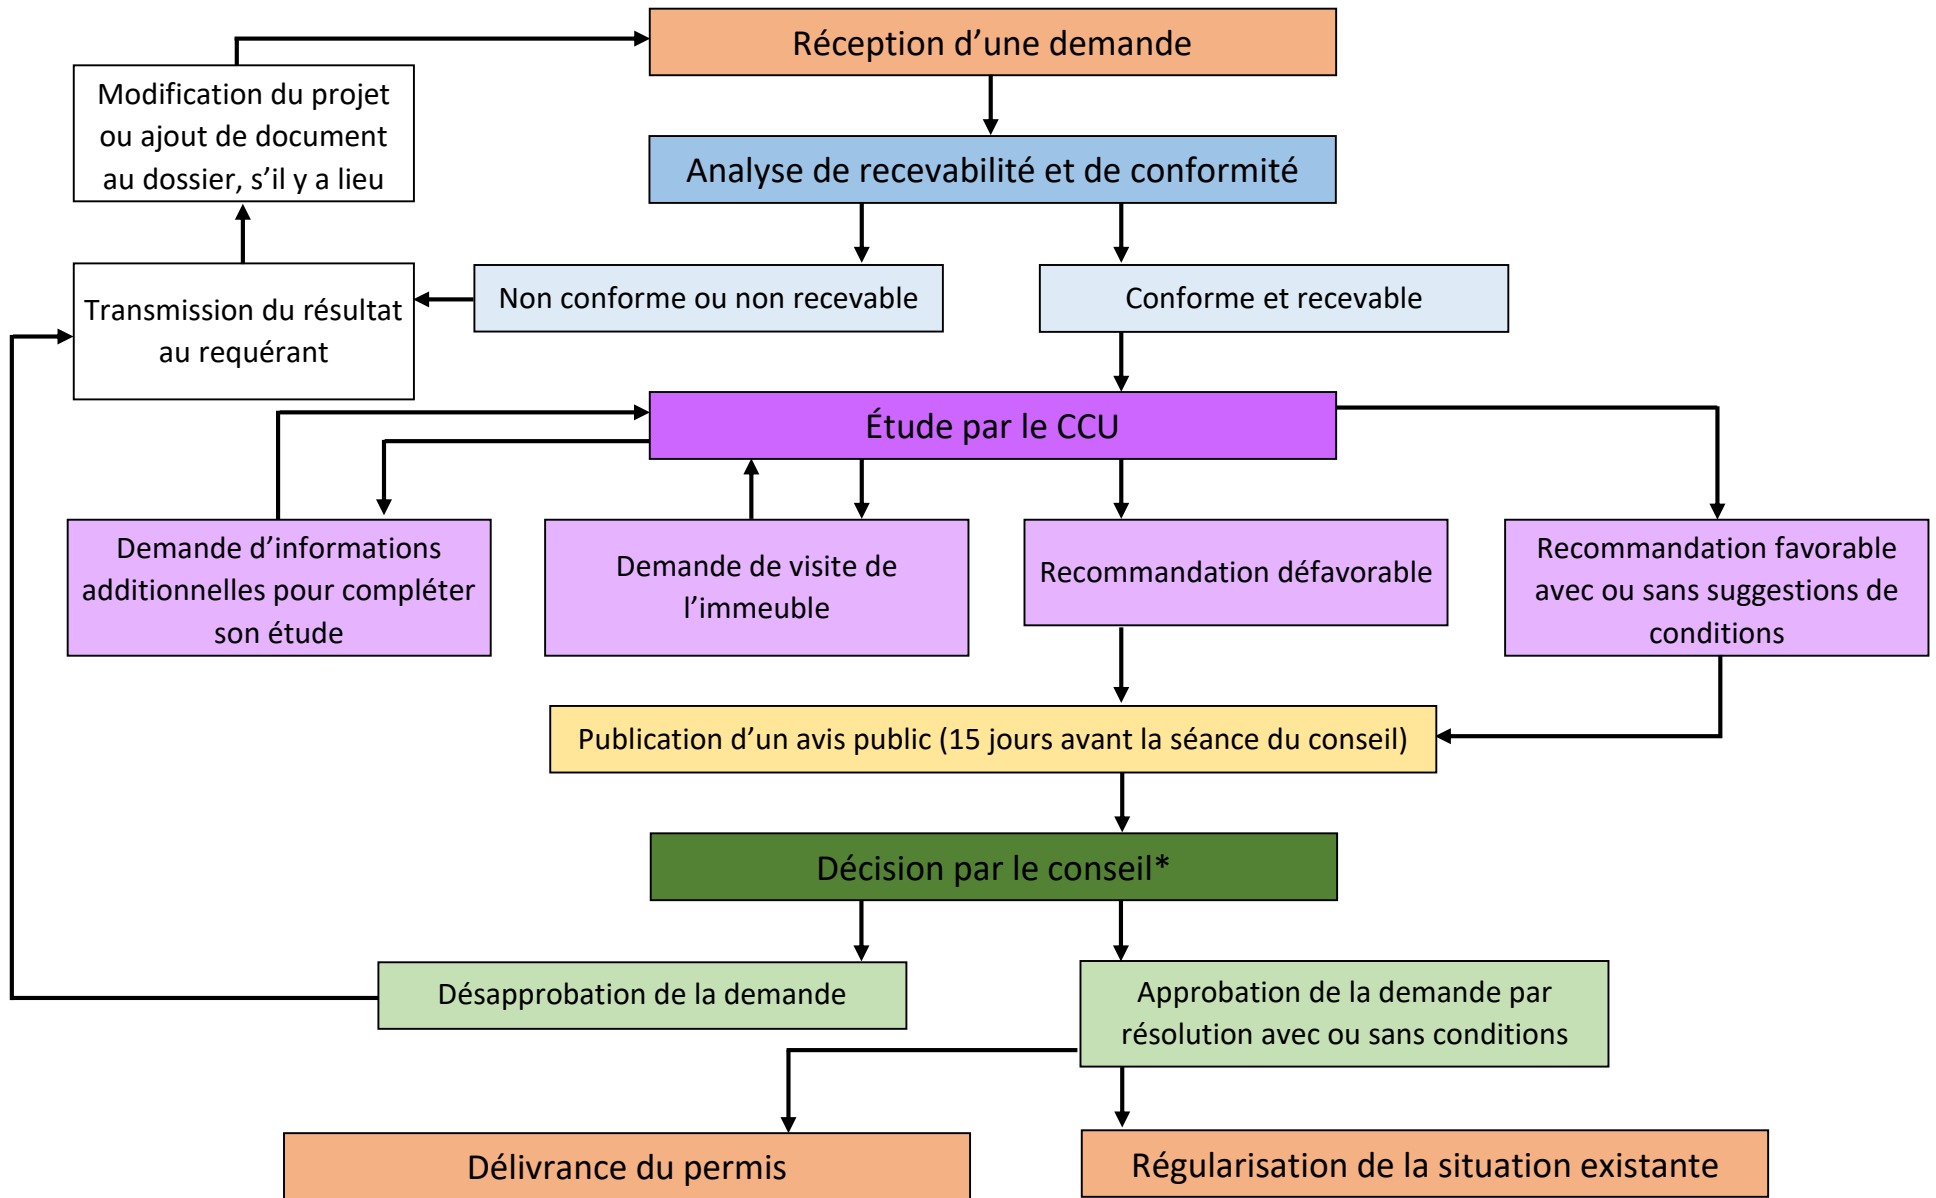 Réception d’une demande
Modification du projet
ou ajout de document
au dossier, s’il y a lieu
Analyse de recevabilité et de conformité
Transmission du résultat
au requérant
Non conforme ou non recevable
Conforme et recevable
Étude par le CCU
Demande d’informations
additionnelles pour compléter
son étude
Demande de visite de
l’immeuble
Recommandation défavorable
Recommandation favorable
avec ou sans suggestions de
conditions
Publication d’un avis public (15 jours avant la séance du conseil)
Décision par le conseil*
Désapprobation de la demande
Approbation de la demande par
résolution avec ou sans conditions
Délivrance du permis
Régularisation de la situation existante